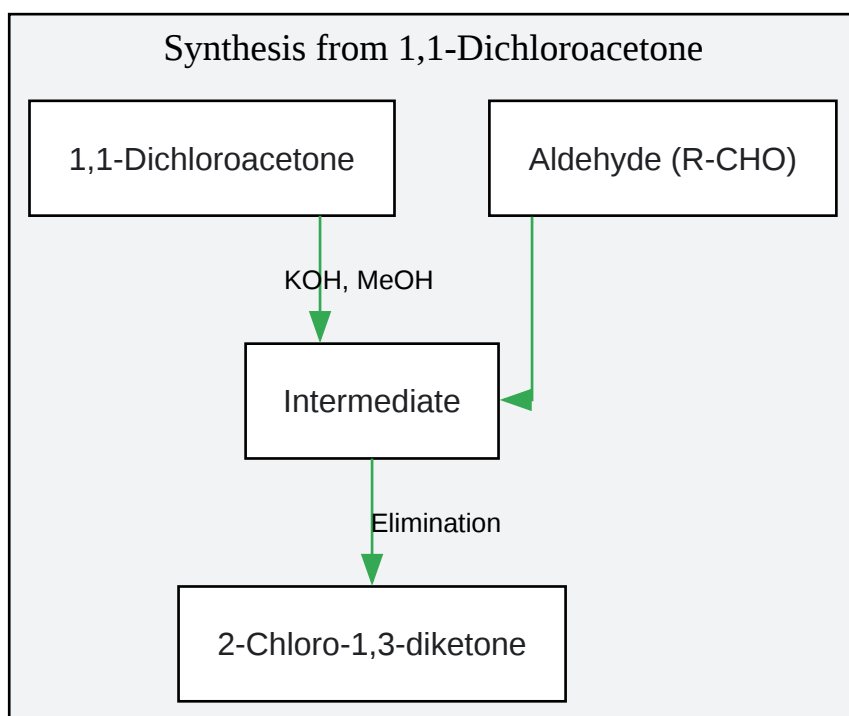 Synthesis from 1,1-Dichloroacetone
1,1-Dichloroacetone
Aldehyde (R-CHO)
KOH, MeOH
Intermediate
Elimination
2-Chloro-1,3-diketone